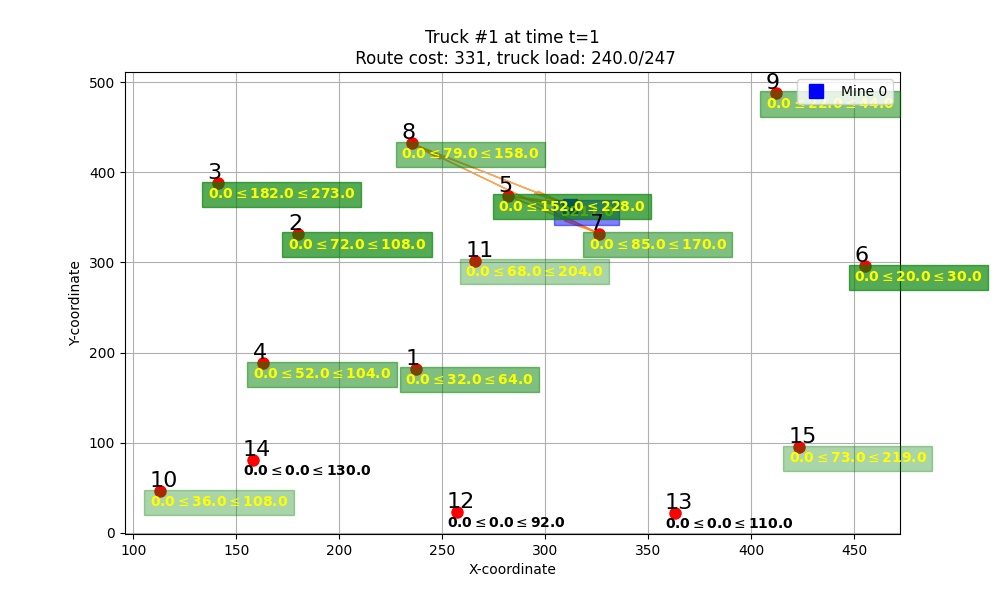 Truck #1 at time t=1
Route cost: 331, truck load: 240.0/247
Y-coordinate
500
400
300
200
100
0
9
Mine 0
0.0 ≤ 22.0 ≤ 44.0
8
0.0 ≤ 79.0 ≤ 158.0
3
0.0 ≤ 182.0 ≤ 273.0
5
0.0 ≤ 152.0 ≤ 228.0
2
0.0 ≤ 72.0 ≤ 108.0
7
0.0 ≤ 85.0 ≤ 170.0
11
0.0 ≤ 68.0 ≤ 204.0
6
0.0 ≤ 20.0 ≤ 30.0
4
0.0 ≤ 52.0 ≤ 104.0
1
0.0 ≤ 32.0 ≤ 64.0
15
0.0 ≤ 73.0 ≤ 219.0
14
0.0 ≤ 0.0 ≤ 130.0
10
0.0 ≤ 36.0 ≤ 108.0
12
0.0 ≤ 0.0 ≤ 92.0
13
0.0 ≤ 0.0 ≤ 110.0
100 150 200 250 300 350 400 450
X-coordinate